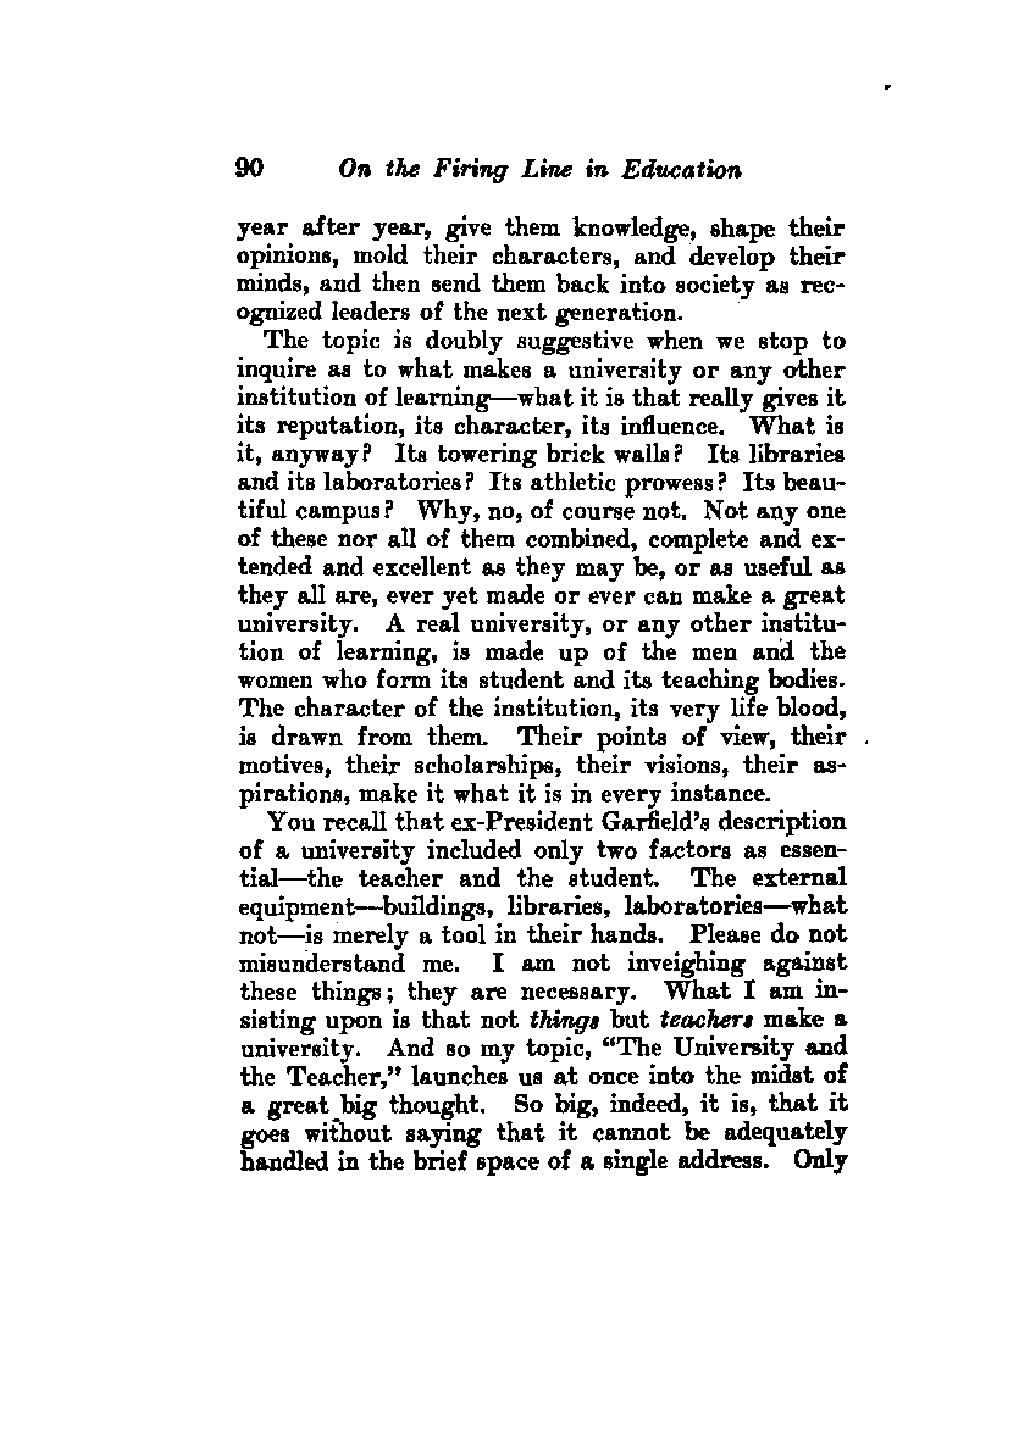 90 On the Firing Line in Education
year after year, give them knowledge, shape their
opinions, mold their characters, and develop their
minds, and then send them back into society as rec-
ognized leaders of the next generation.
The topic is doubly suggestive when we stop to
inquire as to what makes a university or any other
institution of learning—what it is that really gives it
its reputation, its character, its influence. What is
it, anyway? Its towering brick walls? Its libraries
and its laboratories? Its athletic prowess? Its beau-
tiful campus? Why, no, of course not. Not any one
of these nor all of them combined, complete and ex-
tended and excellent as they may be, or as useful as
they all are, ever yet made or ever can make a great
university. A real university, or any other institu-
tion of learning, is made up of the men and the
women who form its student and its teaching bodies.
The character of the institution, its very life blood,
is drawn from them. Their points of view, their
motives, their scholarships, their visions, their as-
pirations, make it what it is in every instance.
You recall that ex-President Garfield's description
of a university included only two factors as essen-
tial—the teacher and the student. The external
equipment—buildings, libraries, laboratories—what
not—is merely a tool in their hands. Please do not
misunderstand me. I am not inveighing against
these things; they are necessary. What I am in-
sisting upon is that not things but teachers make a
university. And so my topic, "The University and
the Teacher," launches us at once into the midst of
a great big thought. So big, indeed, it is, that it
goes without saying that it cannot be adequately
handled in the brief space of a single address. Only